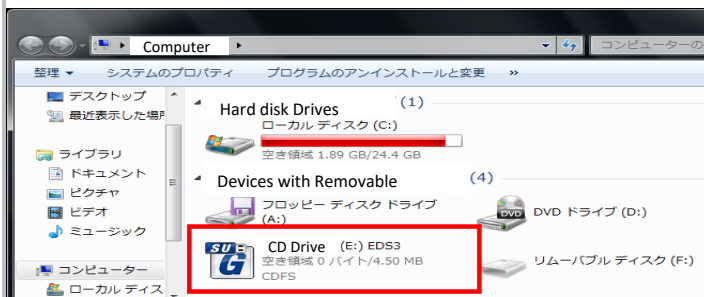 Computer
コンピューターの
整理 システムのプロパティ プログラムのアンインストールと変更 »
デスクトップ
最近表示した場所
ライブラリ
ドキュメント
ピクチャ
ビデオ
ミュージック
コンピューター
ローカル ディス
Hard disk Drives (1)
ローカル ディスク (C:)
空き領域 1.89 GB/24.4 GB
Devices with Removable (4)
フロッピー ディスク ドライブ
(A:)
DVD
DVD ドライブ (D:)
SUB
G
CD Drive (E:) EDS3
空き領域 0 バイト/4.50 MB
CDFS
リムーバブル ディスク (F:)